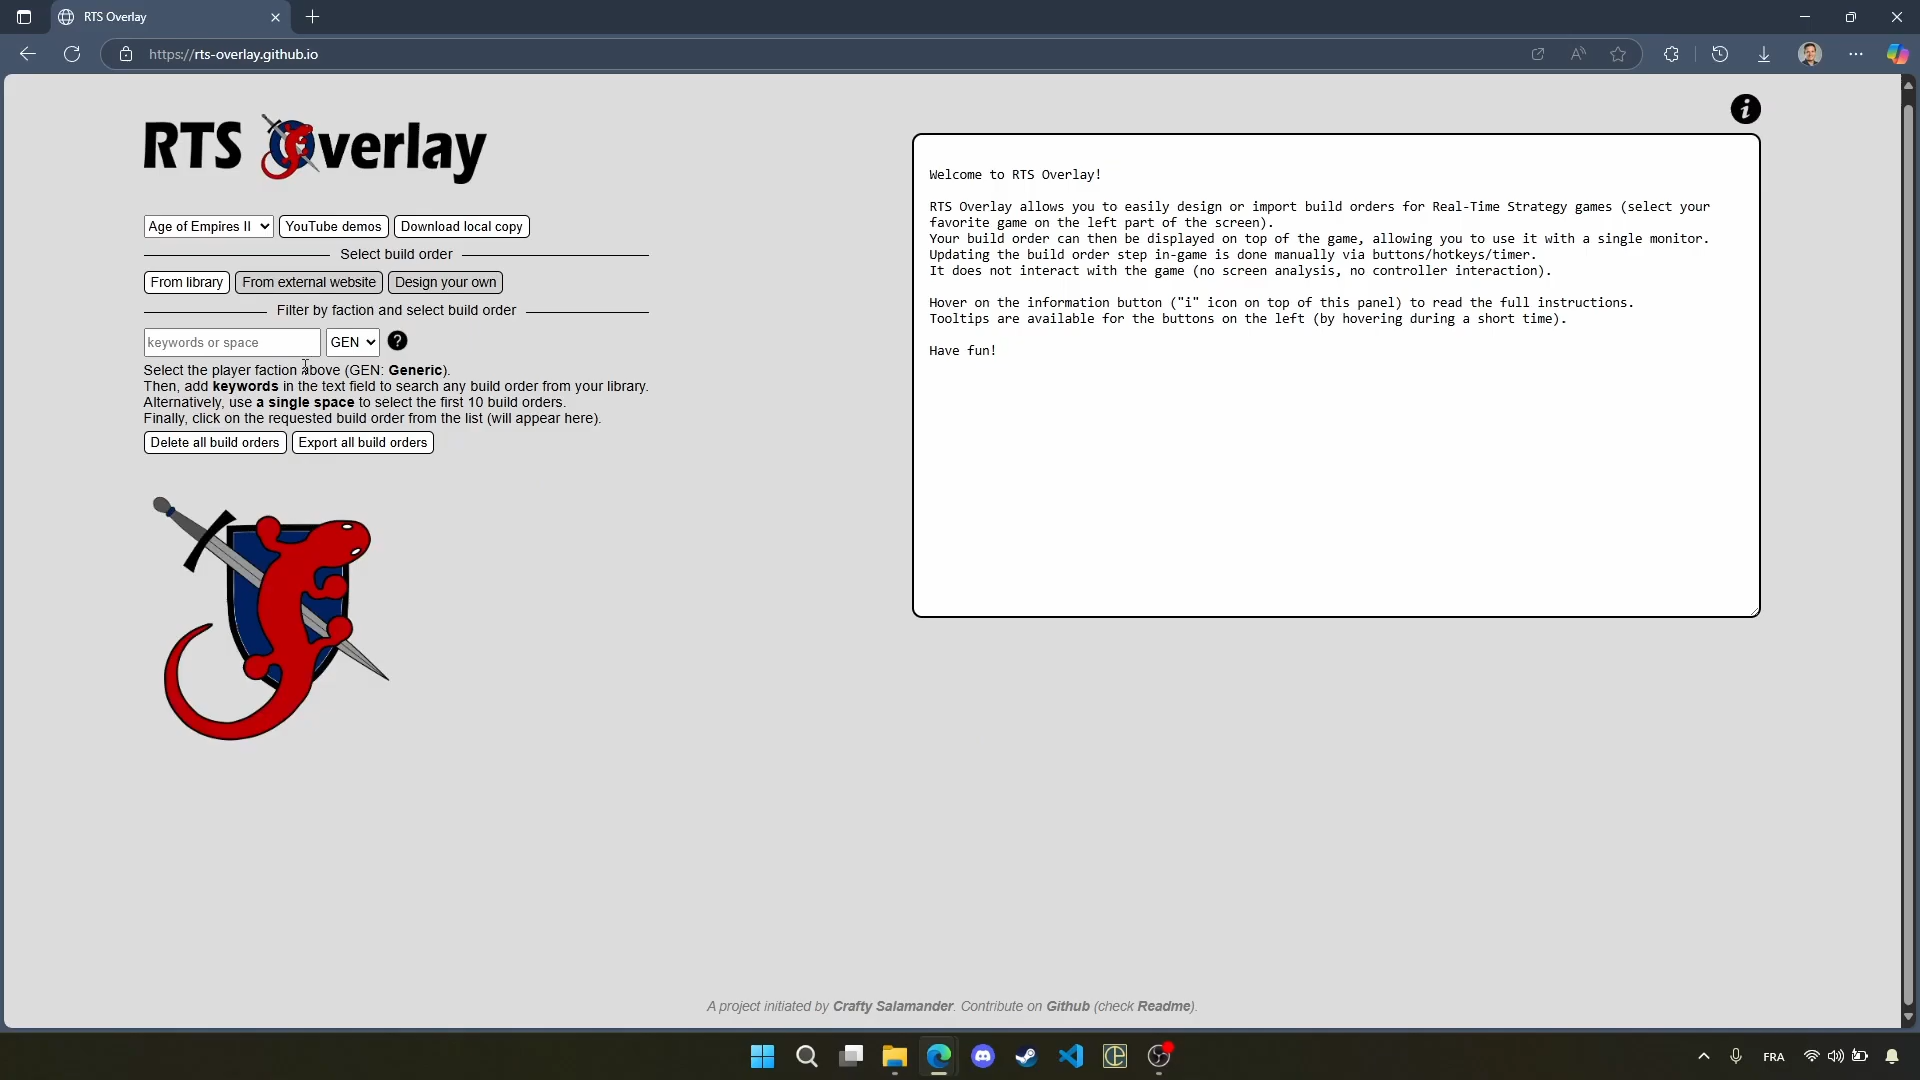 RTS Overlay
https://rts-overlay.github.io
RTS Overlay
Age of Empires II
YouTube demos
Download local copy
Select build order
From library
From external website
Design your own
Filter by faction and select build order
keywords or space
GEN
?
Select the player faction above (GEN: Generic).
Then, add keywords in the text field to search any build order from your library.
Alternatively, use a single space to select the first 10 build orders.
Finally, click on the requested build order from the list (will appear here).
Delete all build orders
Export all build orders
i
Welcome to RTS Overlay!
RTS Overlay allows you to easily design or import build orders for Real-Time Strategy games (select your
favorite game on the left part of the screen).
Your build order can then be displayed on top of the game, allowing you to use it with a single monitor.
Updating the build order step in-game is done manually via buttons/hotkeys/timer.
It does not interact with the game (no screen analysis, no controller interaction).
Hover on the information button ("i" icon on top of this panel) to read the full instructions.
Tooltips are available for the buttons on the left (by hovering during a short time).
Have fun!
A project initiated by Crafty Salamander. Contribute on Github (check Readme).
FRA